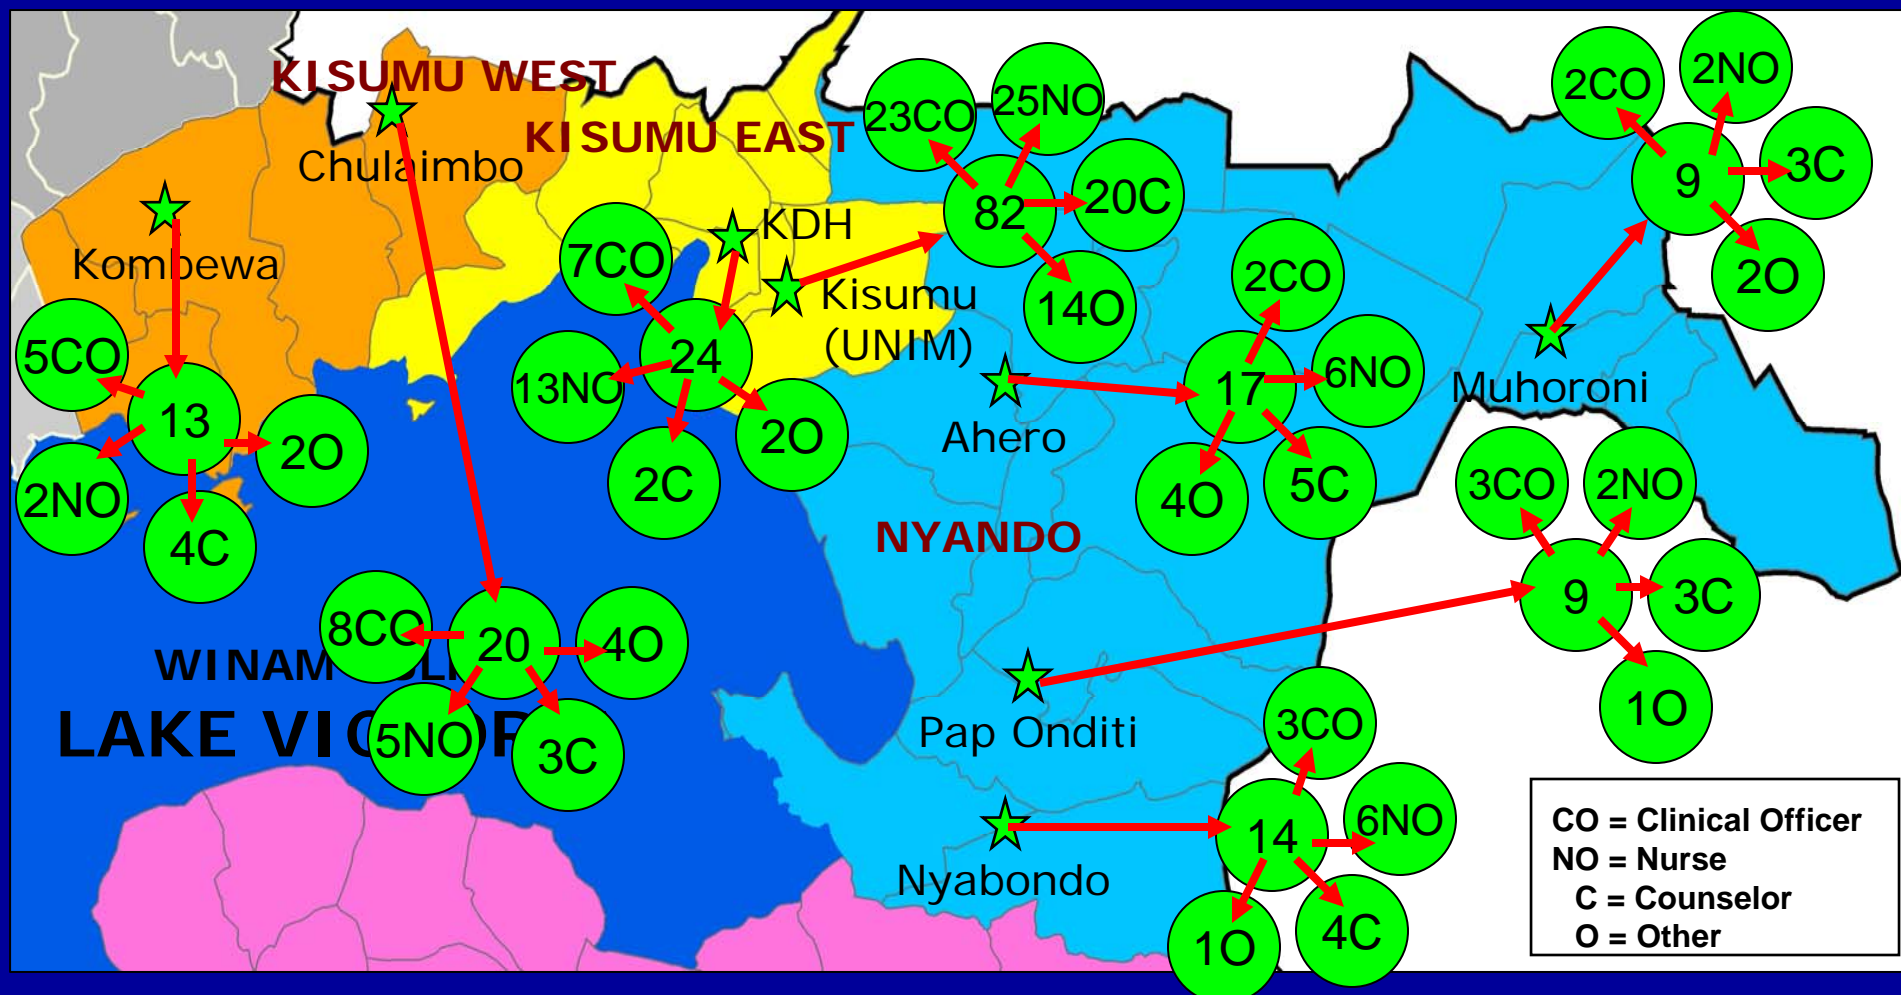 KISUMU WEST
KISUMU EAST
Chulaimbo
Kombewa
KDH
Kisumu
(UNIM)
Ahero
Muhoroni
NYANDO
Pap Onditi
Nyabondo
WINAM
LAKE
5CO
13
2NO
4C
2O
8CO
20
4O
5NO
3C
7CO
24
13NO
2C
2O
23CO
25NO
82
20C
14O
2CO
17
6NO
5C
4O
2CO
2NO
9
3C
2O
3CO
2NO
9
3C
1O
3CO
14
6NO
4C
1O
CO = Clinical Officer
NO = Nurse
C = Counselor
O = Other